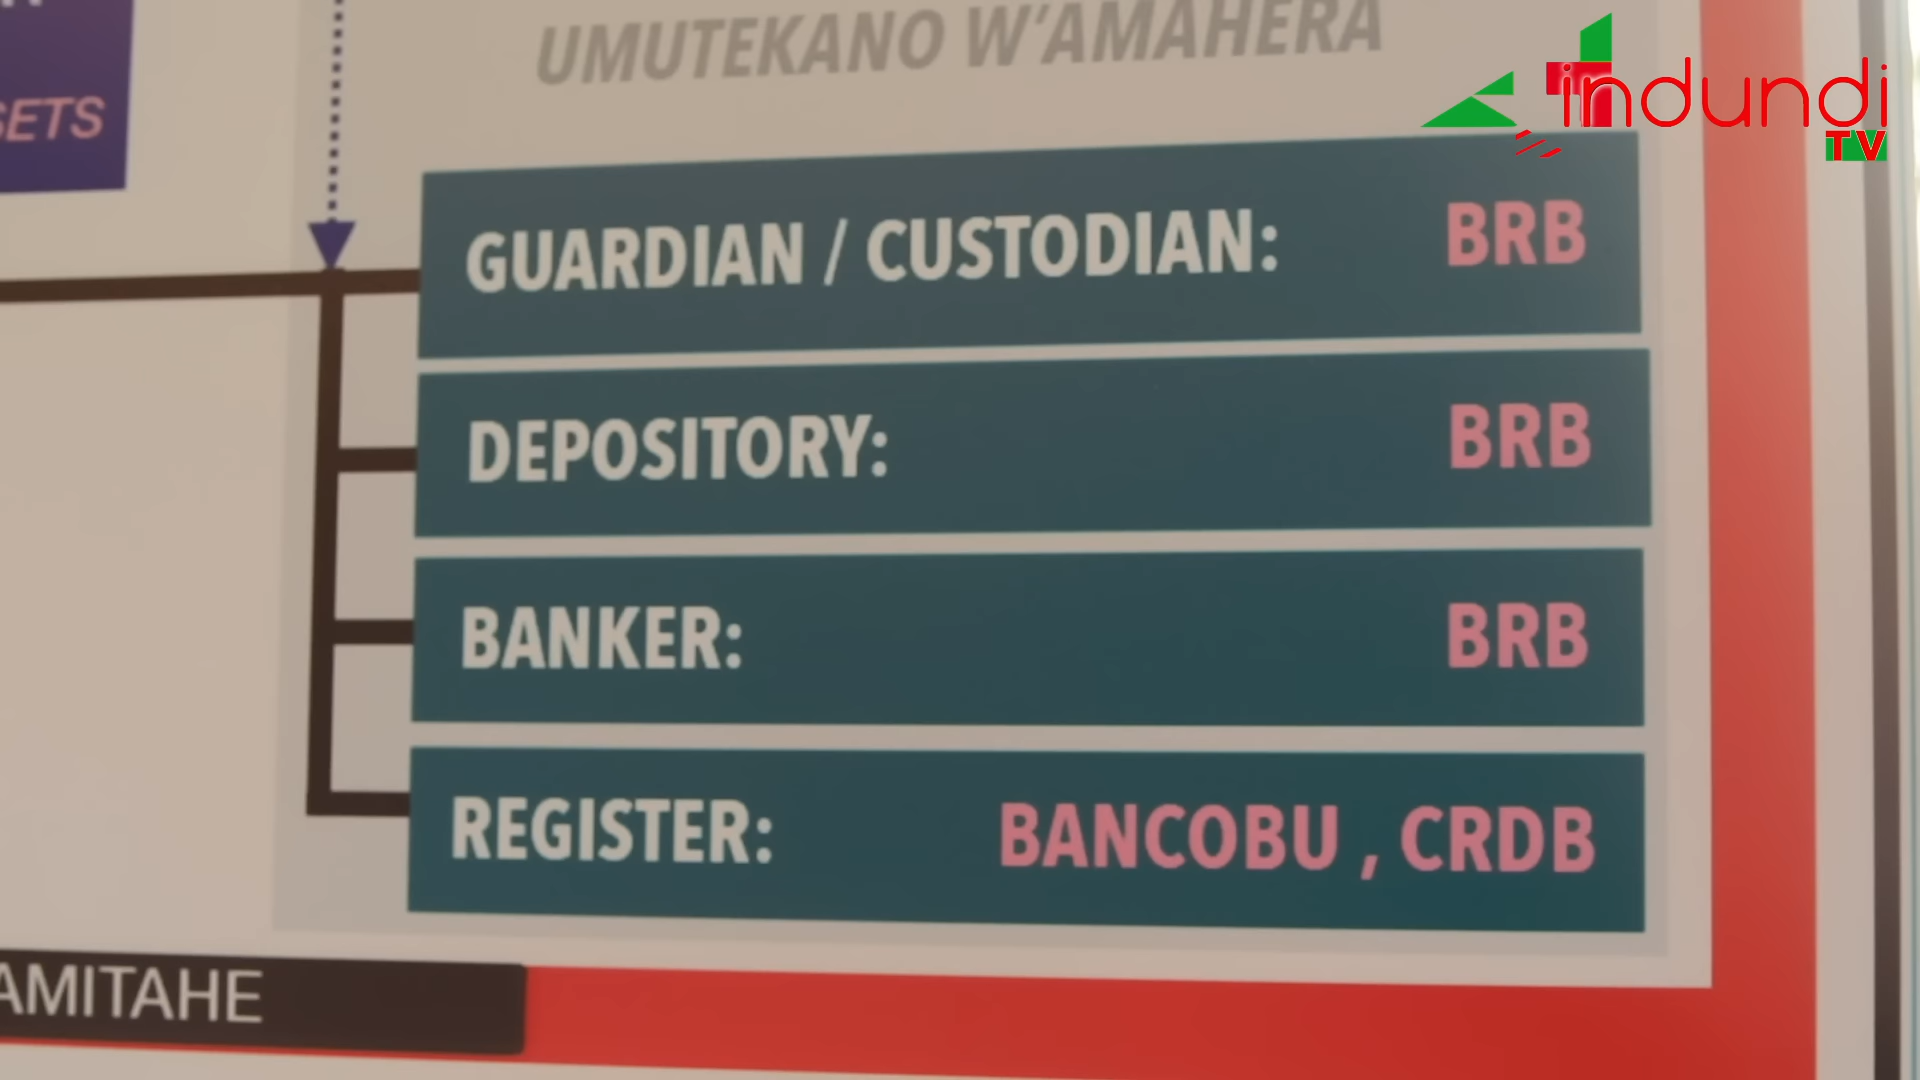 UMUTEKANO W'AMAHERA
indundi
TV
SETS
GUARDIAN / CUSTODIAN: BRB
DEPOSITORY: BRB
BANKER: BRB
REGISTER: BANCOBU , CRDB
AMITAHE